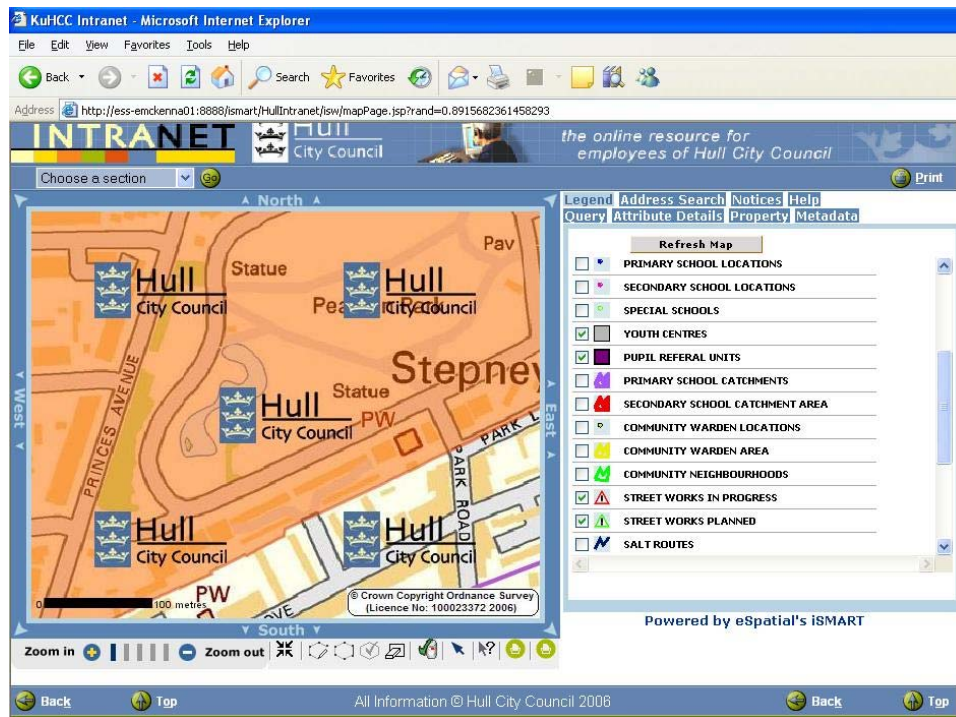 KuHCC Intranet - Microsoft Internet Explorer
File Edit View Favorites Tools Help
Back Search Favorites
Address http://ess-emckenna01:8888/ismart/HullIntranet/isw/mapPage.jsp?rand=0.8915682361458293
INTRANET Hull City Council the online resource for employees of Hull City Council
Choose a section Go Print
North
West
East
South
Pav
Statue
Hull City Council
Hull City Council
Stepney
Statue
PW
Hull City Council
PRINCES AVENUE
PARK
PARK ROAD
Hull City Council
Hull City Council
PW
0 100 metres
© Crown Copyright Ordnance Survey
(Licence No: 100023372 2006)
Legend Address Search Notices Help
Query Attribute Details Property Metadata
Refresh Map
PRIMARY SCHOOL LOCATIONS
SECONDARY SCHOOL LOCATIONS
SPECIAL SCHOOLS
YOUTH CENTRES
PUPIL REFERAL UNITS
PRIMARY SCHOOL CATCHMENTS
SECONDARY SCHOOL CATCHMENT AREA
COMMUNITY WARDEN LOCATIONS
COMMUNITY WARDEN AREA
COMMUNITY NEIGHBOURHOODS
STREET WORKS IN PROGRESS
STREET WORKS PLANNED
SALT ROUTES
Powered by eSpatial's iSMART
Zoom in Zoom out
Back Top All Information © Hull City Council 2006 Back Top